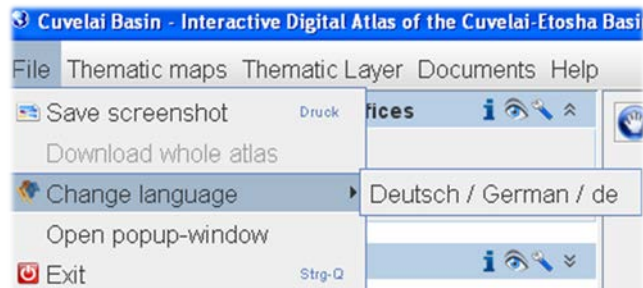 Cuvelai Basin - Interactive Digital Atlas of the Cuvelai-Etosha Basi
File Thematic maps Thematic Layer Documents Help
Save screenshot Druck
fices
Download whole atlas
Change language
Deutsch / German / de
Open popup-window
Exit Strg-Q